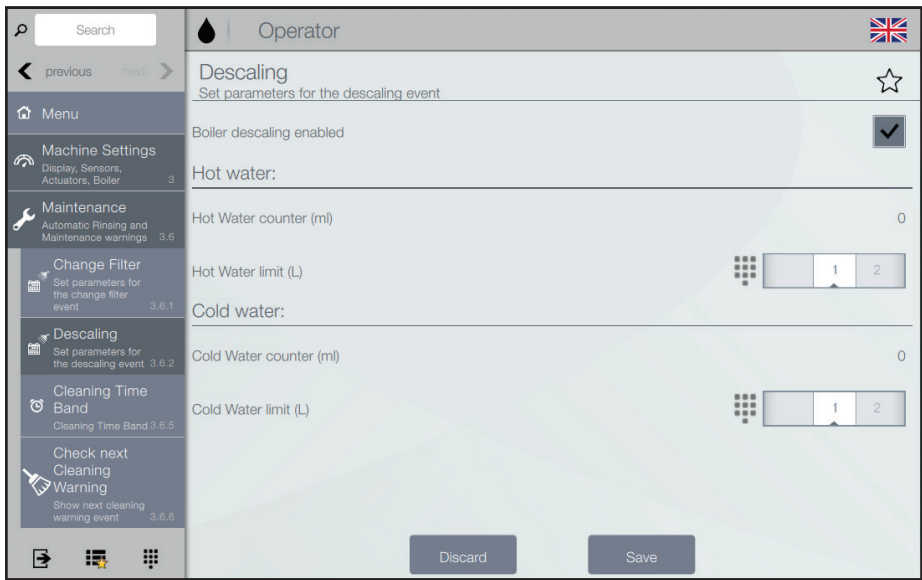 Search
previous
next
Menu
Machine Settings
Display, Sensors,
Actuators, Boiler 3
Maintenance
Automatic Rinsing and
Maintenance warnings 3.6
Change Filter
Set parameters for
the change filter
event 3.6.1
Descaling
Set parameters for
the descaling event 3.6.2
Cleaning Time
Band
Cleaning Time Band 3.6.5
Check next
Cleaning
Warning
Show next cleaning
warning event 3.6.6
Operator
Descaling
Set parameters for the descaling event
Boiler descaling enabled
Hot water:
Hot Water counter (ml) 0
Hot Water limit (L) 1 2
Cold water:
Cold Water counter (ml) 0
Cold Water limit (L) 1 2
Discard Save